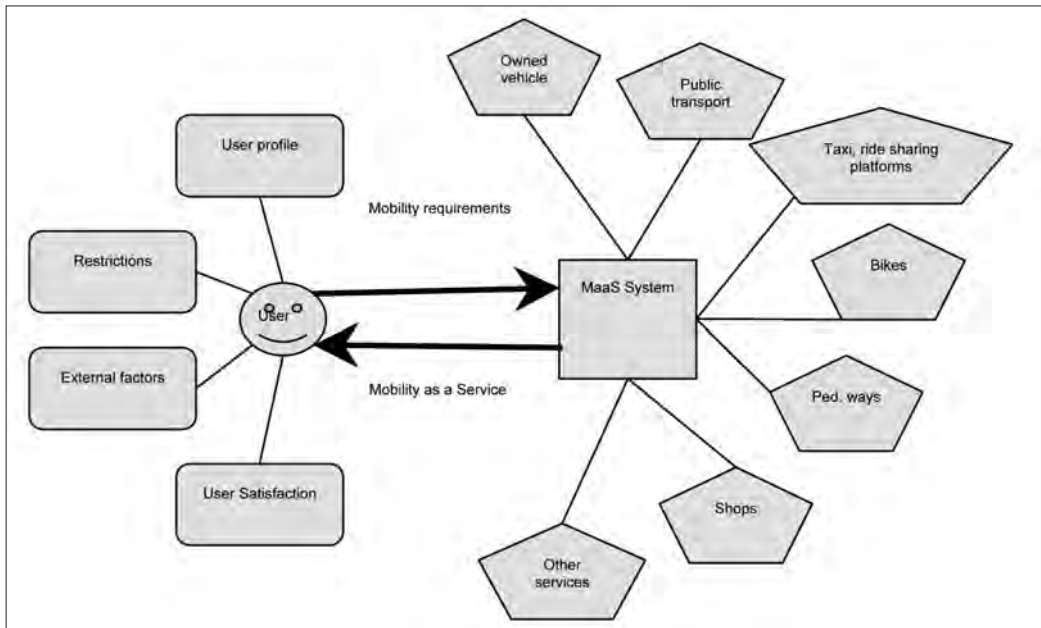 Owned
vehicle
Public
transport
User profile
Taxi, ride sharing
platforms
Mobility requirements
Restrictions
Bikes
MaaS System
User
External factors
Mobility as a Service
Ped. ways
User Satisfaction
Shops
Other
services